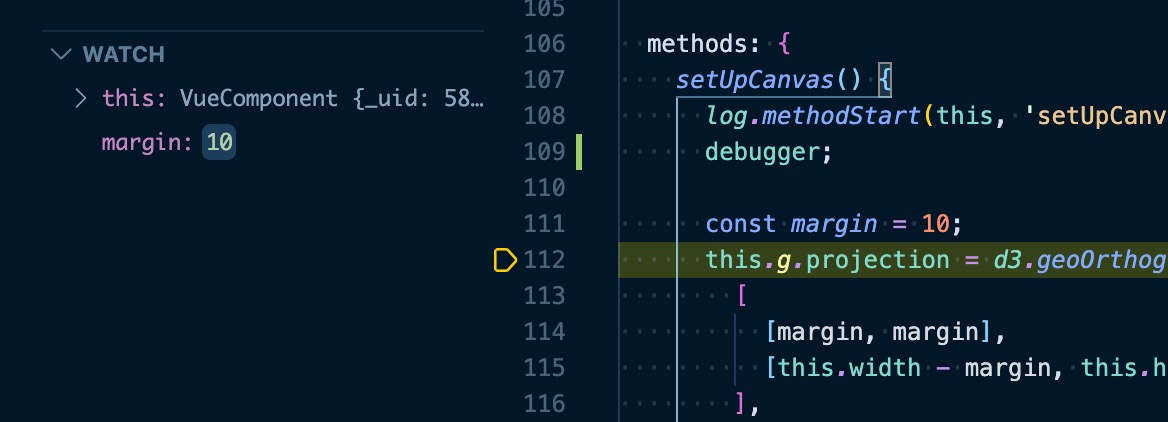 WATCH
this: VueComponent {_uid: 58…
margin: 10
105
106 methods: {
107 setUpCanvas() {
108 log.methodStart(this, 'setUpCanv
109 debugger;
110
111 const margin = 10;
112 this.g.projection = d3.geoOrthog
113 [
114 [margin, margin],
115 [this.width - margin, this.h
116 ],